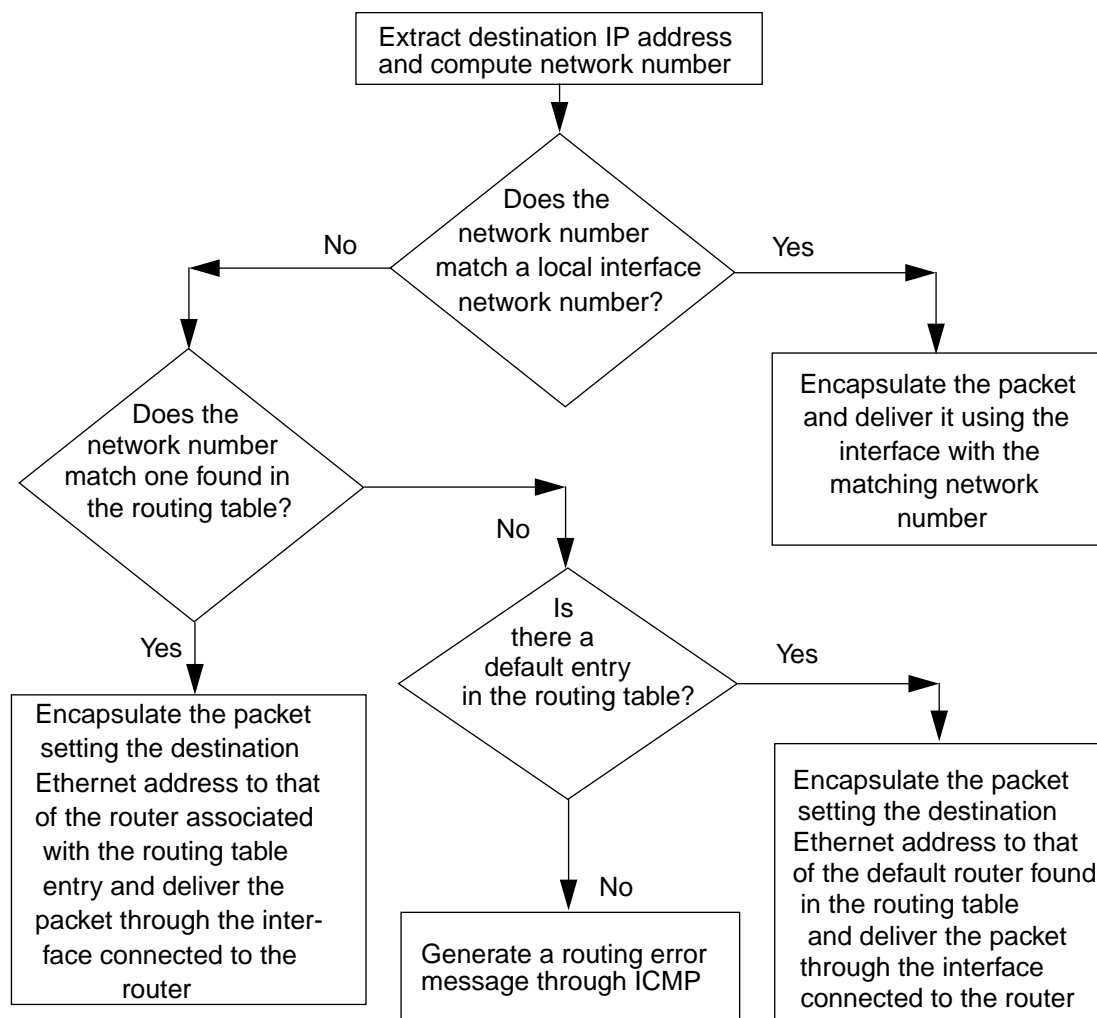 Extract destination IP address
and compute network number
Does the
network number
match a local interface
network number?
No
Yes
Does the
network number
match one found in
the routing table?
Encapsulate the packet
and deliver it using the
interface with the
matching network
number
No
Is
there a
default entry
in the routing table?
Yes
Yes
Encapsulate the packet
setting the destination
Ethernet address to that
of the router associated
with the routing table
entry and deliver the
packet through the inter-
face connected to the
router
No
Generate a routing error
message through ICMP
Encapsulate the packet
setting the destination
Ethernet address to that
of the default router found
in the routing table
and deliver the packet
through the interface
connected to the router